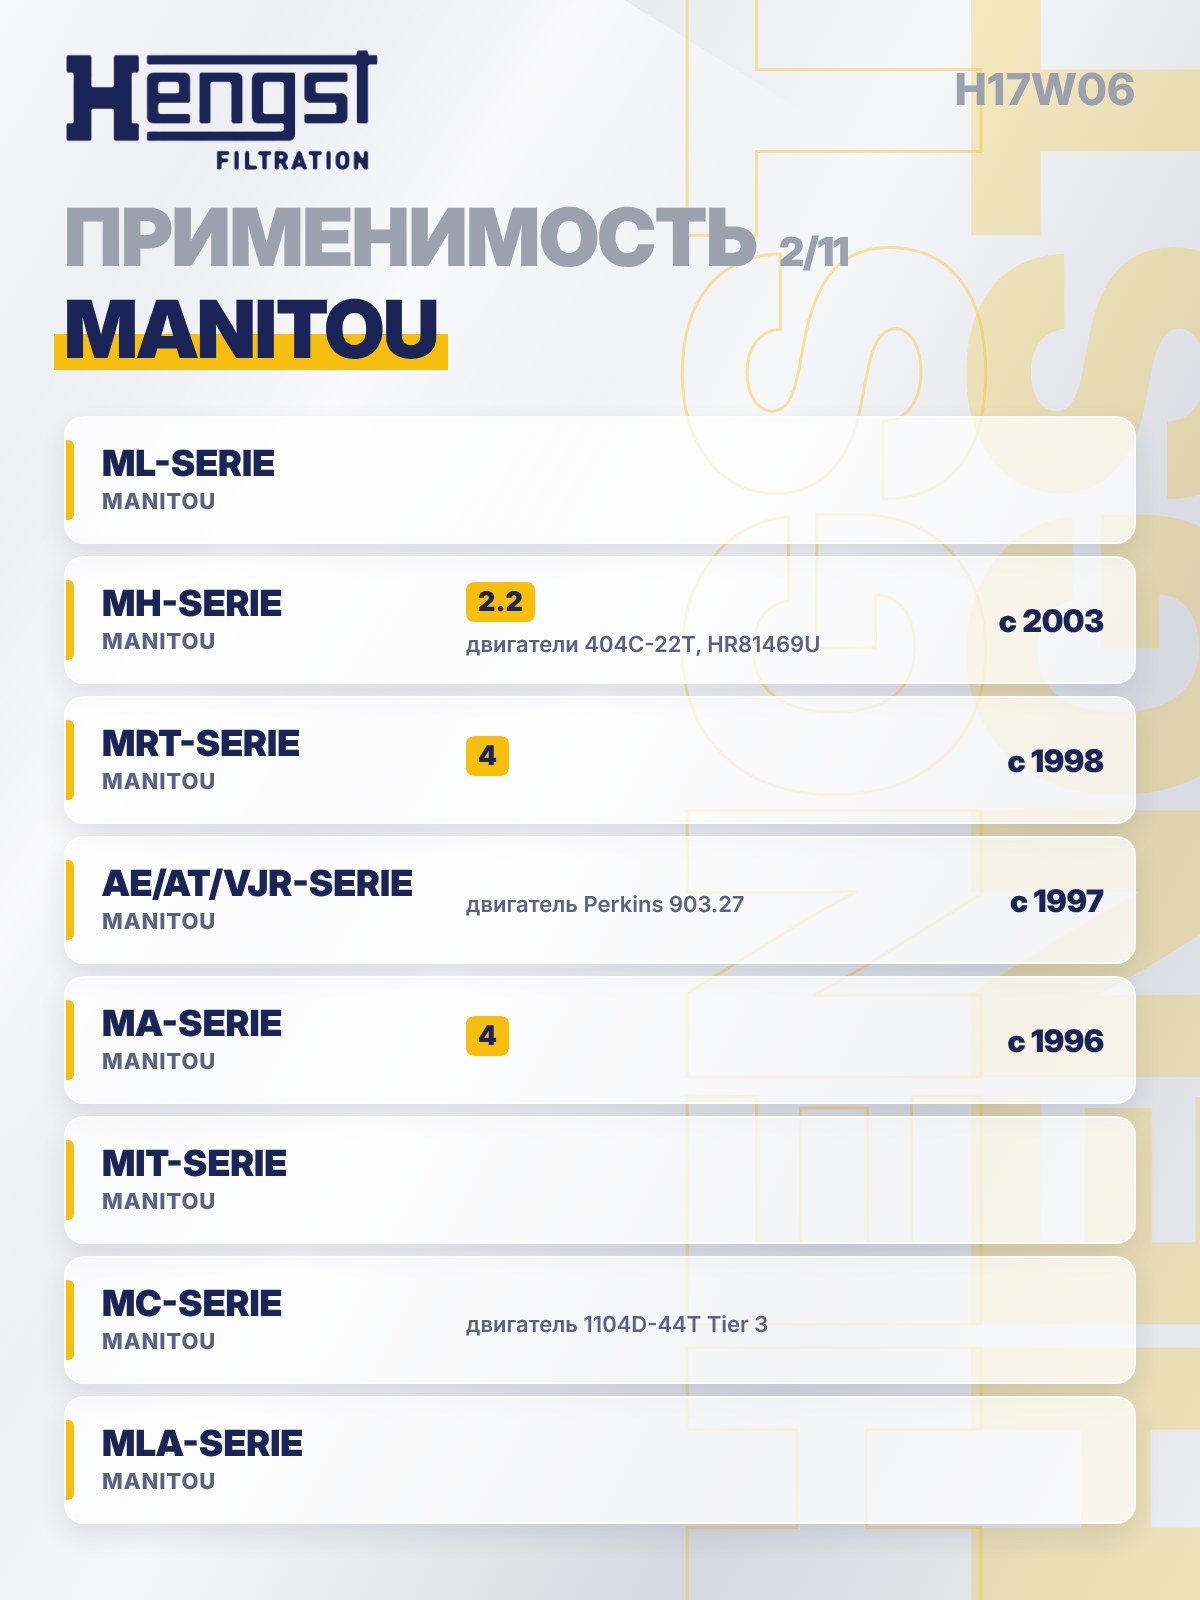 Hengst
FILTRATION
H17W06
ПРИМЕНИМОСТЬ 2/11
MANITOU
ML-SERIE
MANITOU
MH-SERIE
MANITOU
2.2
двигатели 404C-22T, HR81469U
с 2003
MRT-SERIE
MANITOU
4
с 1998
AE/AT/VJR-SERIE
MANITOU
двигатель Perkins 903.27
с 1997
MA-SERIE
MANITOU
4
с 1996
MIT-SERIE
MANITOU
MC-SERIE
MANITOU
двигатель 1104D-44T Tier 3
MLA-SERIE
MANITOU
HENGST
HENGST